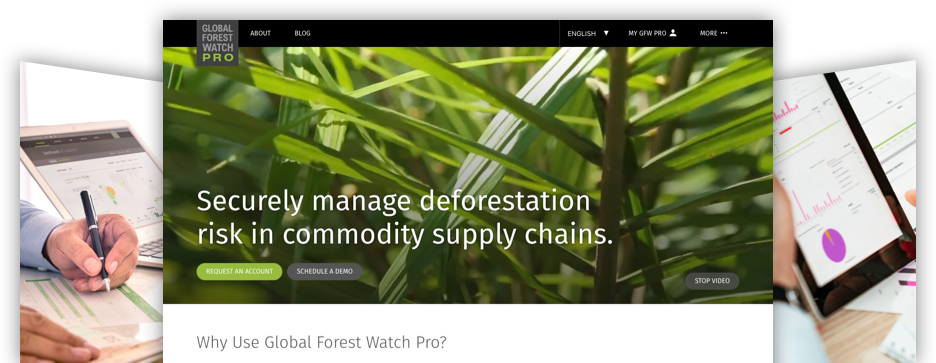 GLOBAL
FOREST
WATCH
PRO
ABOUT
BLOG
ENGLISH
MY GFW PRO
MORE
Securely manage deforestation
risk in commodity supply chains.
REQUEST AN ACCOUNT
SCHEDULE A DEMO
STOP VIDEO
Why Use Global Forest Watch Pro?